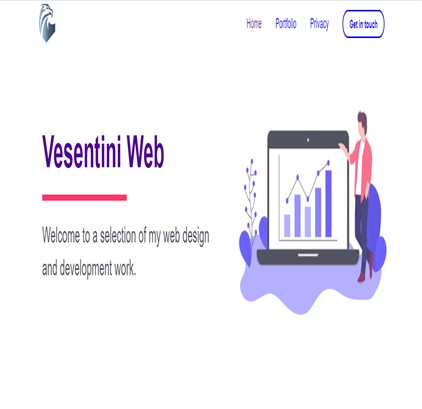 Home Portfolio Privacy Get in touch
Vesentini Web
Welcome to a selection of my web design
and development work.